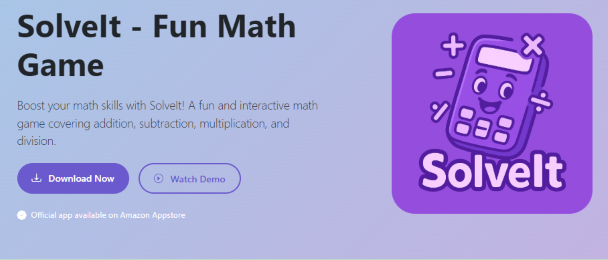 SolveIt - Fun Math
Game
Boost your math skills with SolveIt! A fun and interactive math
game covering addition, subtraction, multiplication, and
division.
Download Now
Watch Demo
Official app available on Amazon Appstore
SolveIt